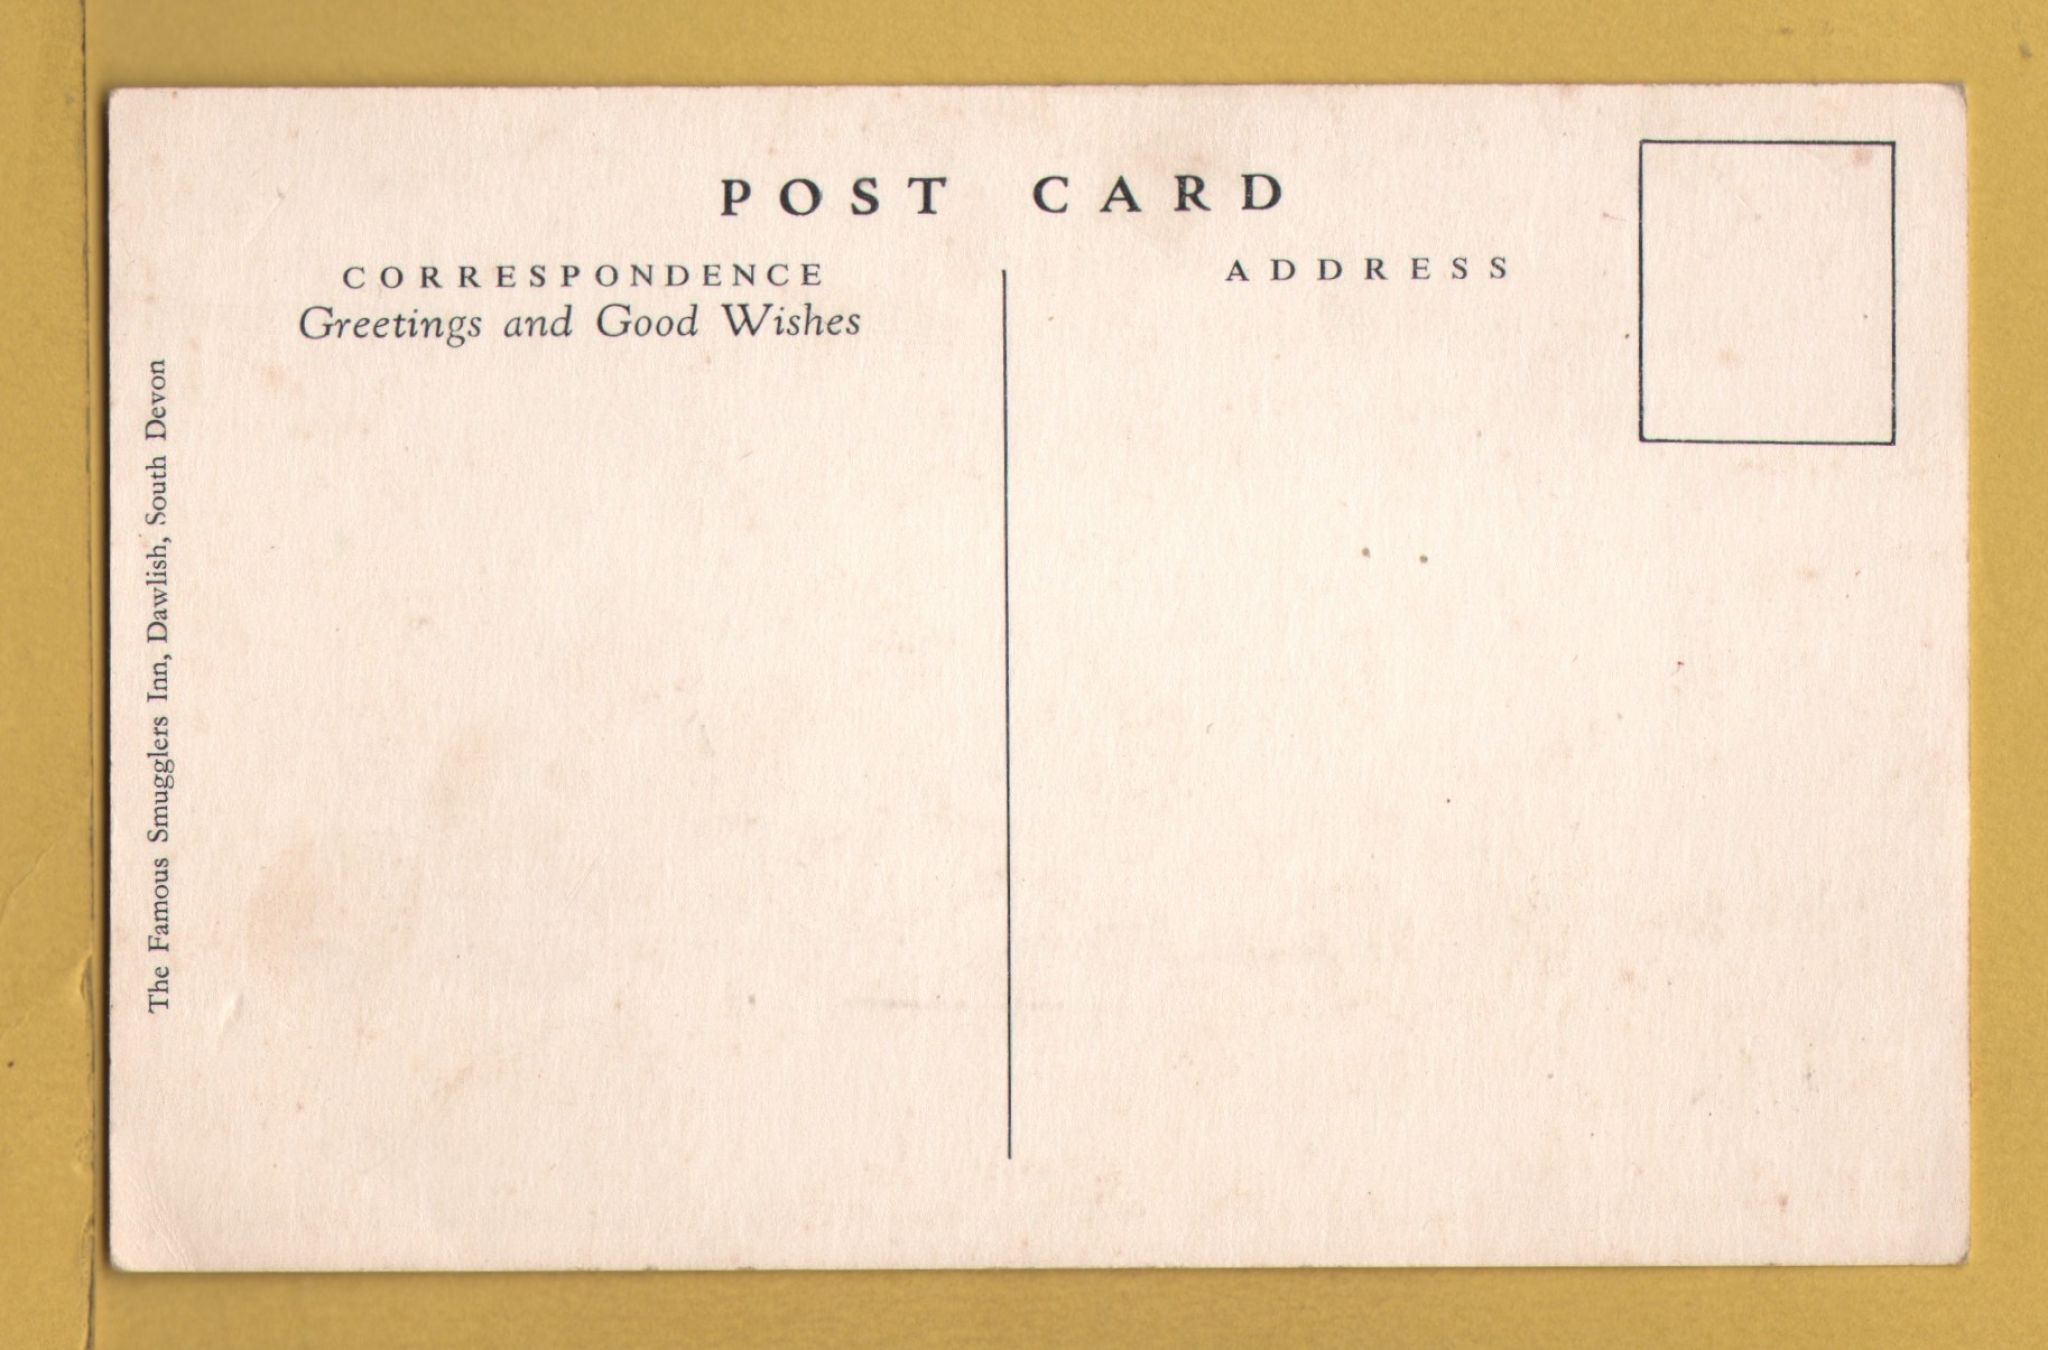 POST CARD
CORRESPONDENCE
Greetings and Good Wishes
ADDRESS
The Famous Smugglers Inn, Dawlish, South Devon